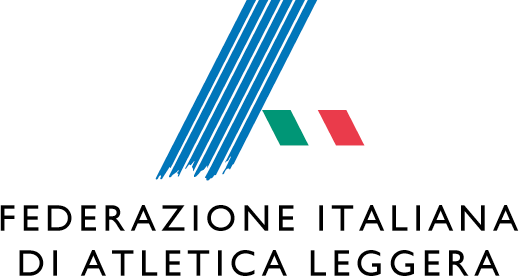 FEDERAZIONE ITALIANA
DI ATLETICA LEGGERA